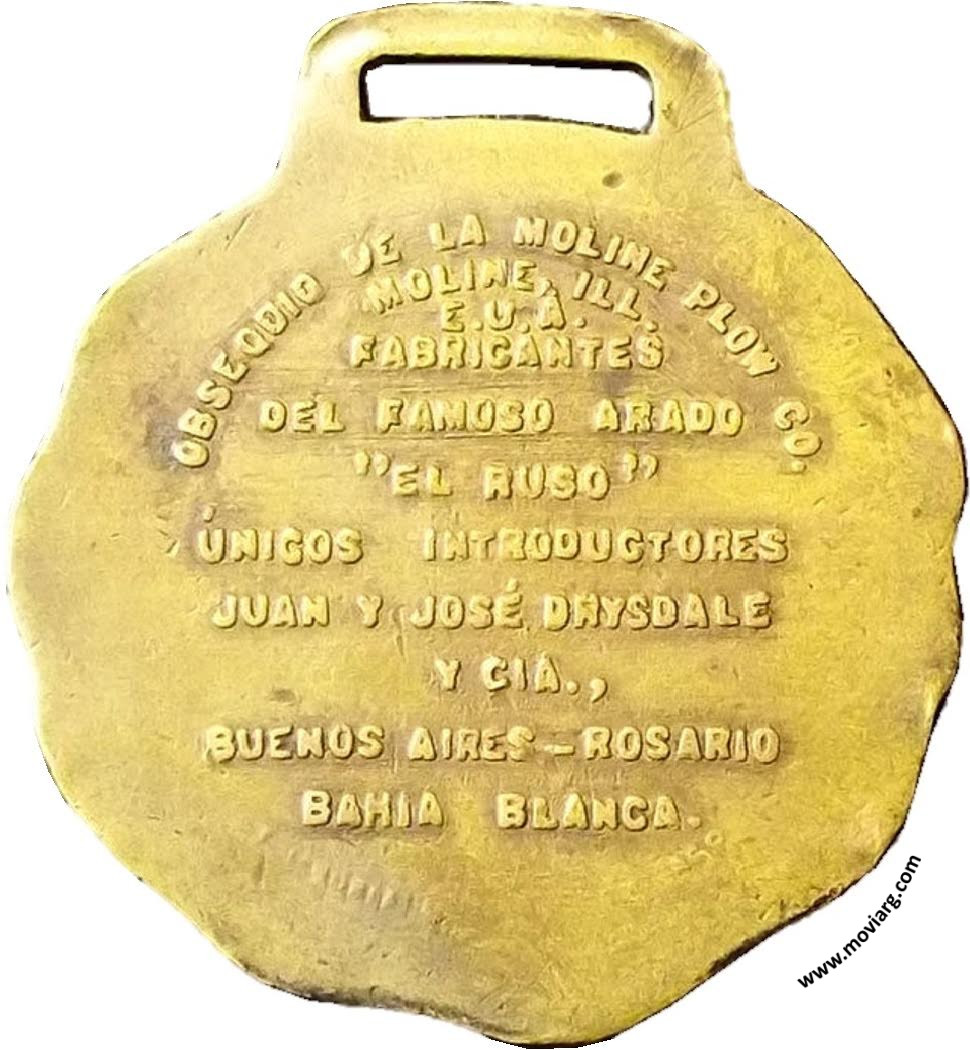 OBSEQUIO DE LA MOLINE PLOW CO.
MOLINE, ILL.
E.U.A.
FABRICANTES
DEL FAMOSO ARADO
"EL RUSO"
ÚNICOS INTRODUCTORES
JUAN Y JOSÉ DRYSDALE
Y CIA.,
BUENOS AIRES-ROSARIO
BAHIA BLANCA.
www.moviarg.com